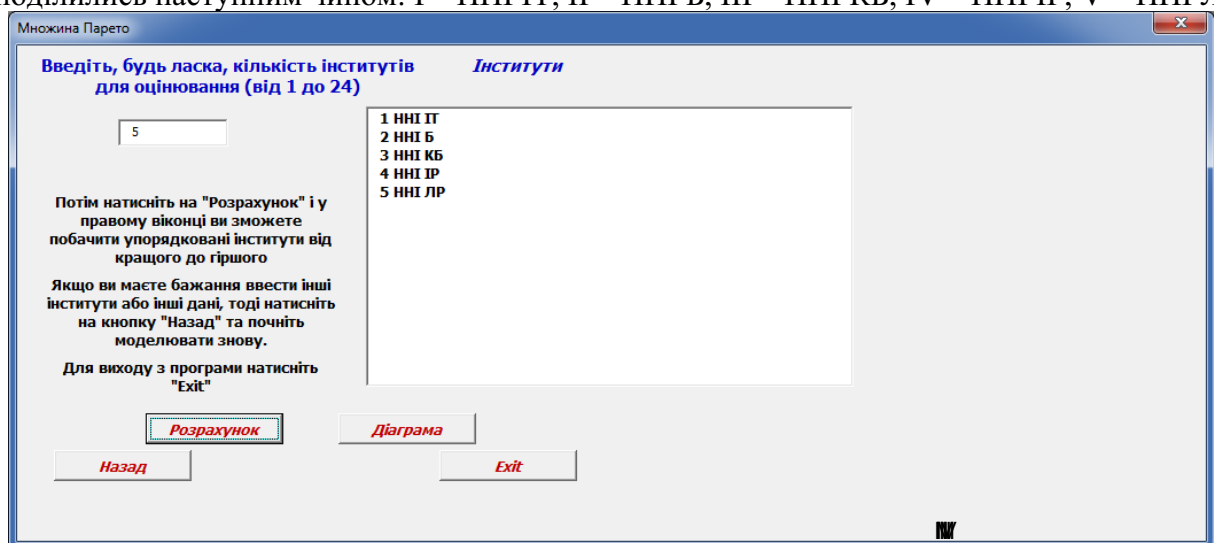 Множина Парето
Введіть, будь ласка, кількість інститутів
для оцінювання (від 1 до 24)
Інститути
5
1 ННІ ІТ
2 ННІ Б
3 ННІ КБ
4 ННІ ІР
5 ННІ ЛР
Потім натисніть на "Розрахунок" і у
правому віконці ви зможете
побачити упорядковані інститути від
кращого до гіршого
Якщо ви маєте бажання ввести інші
інститути або інші дані, тоді натисніть
на кнопку "Назад" та почніть
моделювати знову.
Для виходу з програми натисніть
"Exit"
Розрахунок
Діаграма
Назад
Exit